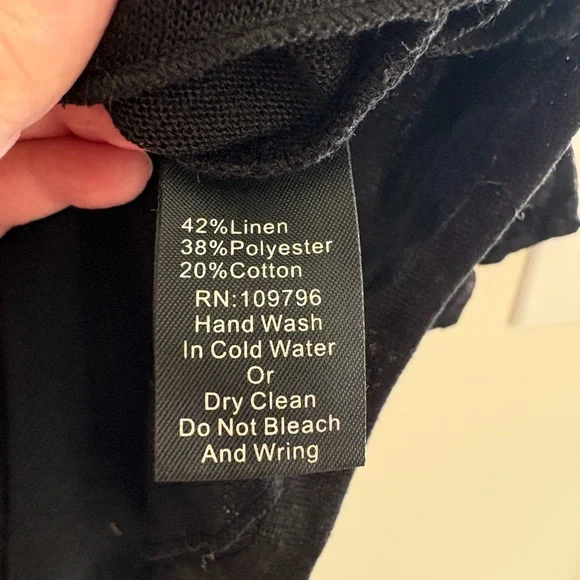 42%Linen
38%Polyester
20%Cotton
RN:109796
Hand Wash
In Cold Water
Or
Dry Clean
Do Not Bleach
And Wring